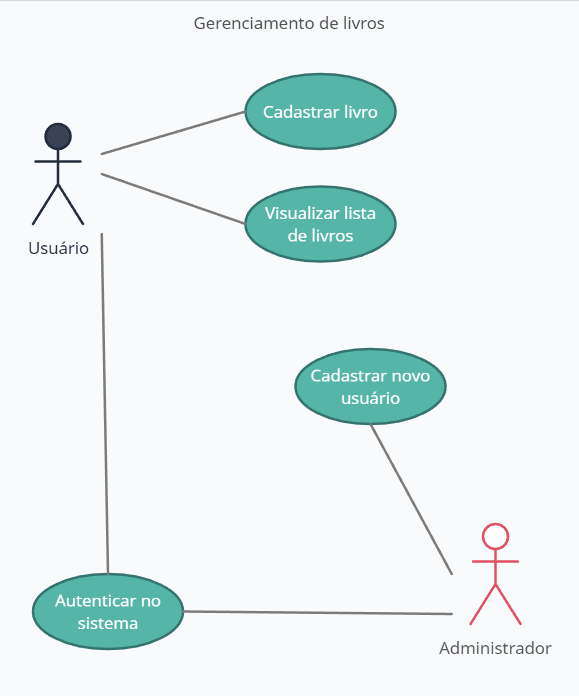 Gerenciamento de livros
Cadastrar livro
Visualizar lista
de livros
Usuário
Cadastrar novo
usuário
Autenticar no
sistema
Administrador